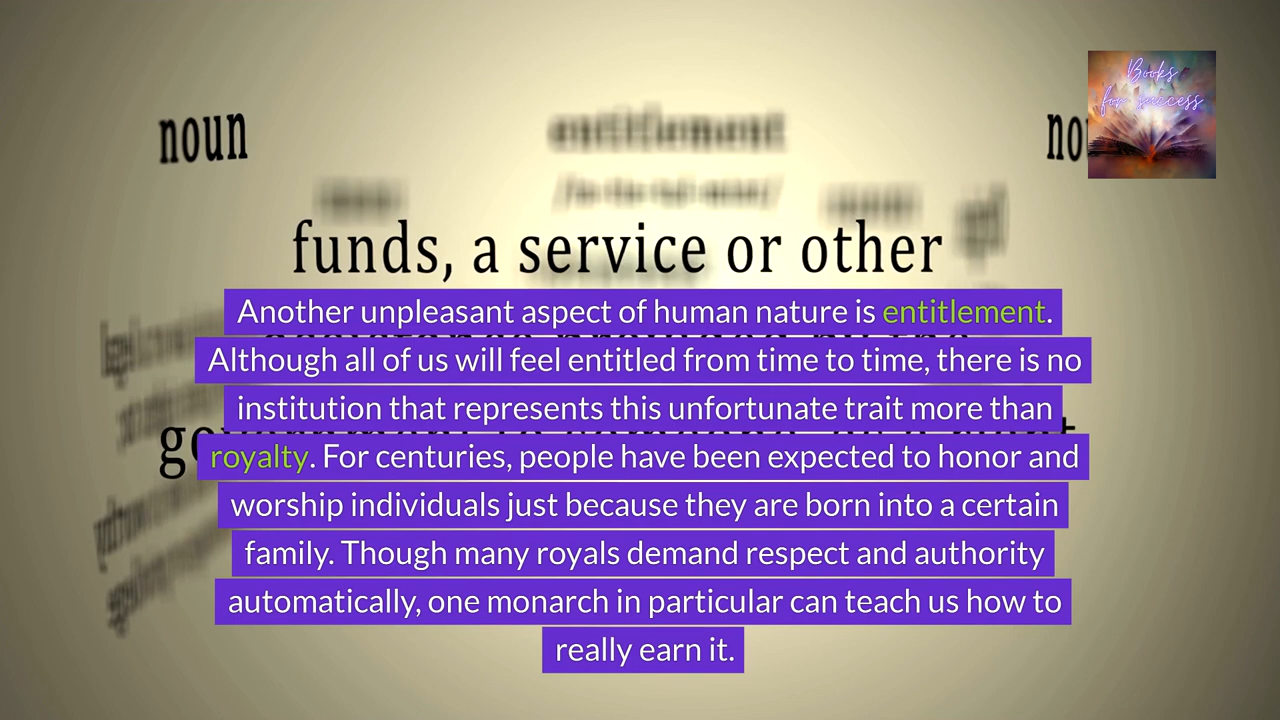 noun
entitlement
no
Books
for success
funds, a service or other
Another unpleasant aspect of human nature is entitlement.
Although all of us will feel entitled from time to time, there is no
institution that represents this unfortunate trait more than
royalty. For centuries, people have been expected to honor and
worship individuals just because they are born into a certain
family. Though many royals demand respect and authority
automatically, one monarch in particular can teach us how to
really earn it.